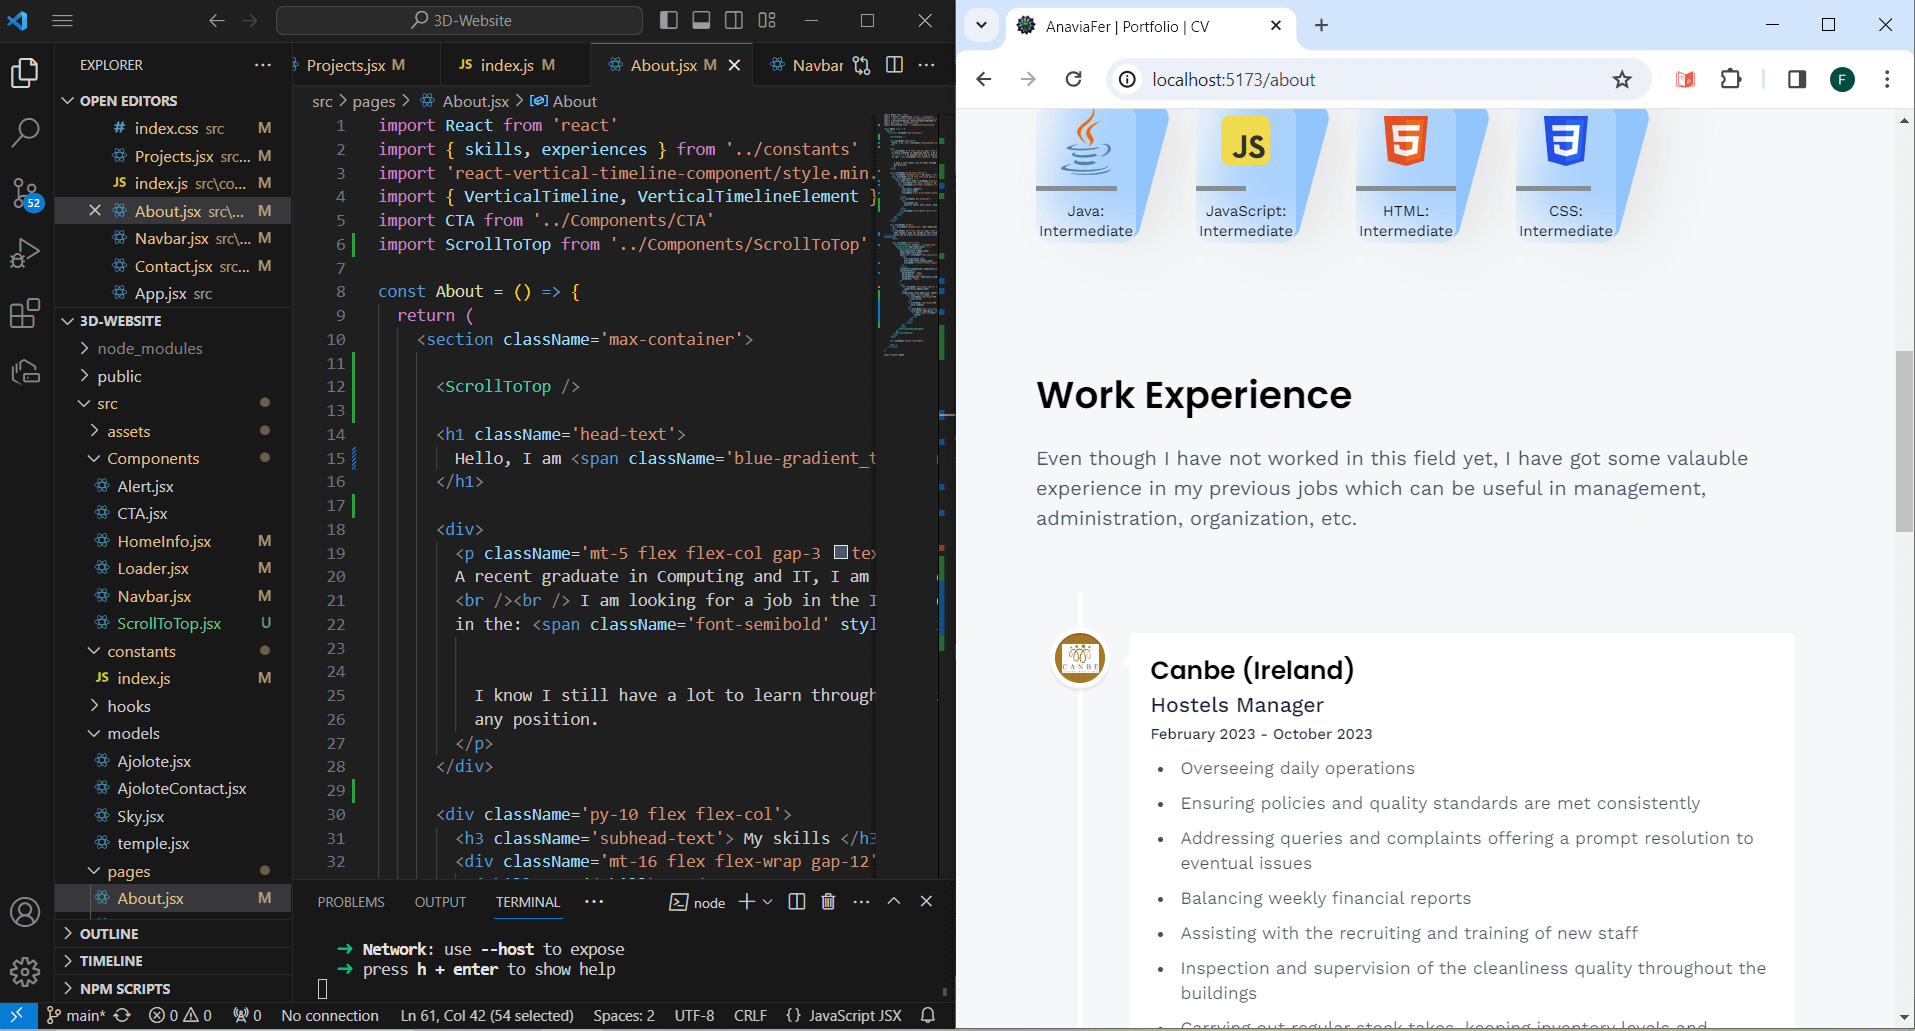 3D-Website
EXPLORER
OPEN EDITORS
# index.css src M
Projects.jsx src... M
JS index.js src\co... M
About.jsx src\... M
Navbar.jsx src\... M
Contact.jsx src... M
App.jsx src
3D-WEBSITE
node_modules
public
src
assets
Components
Alert.jsx
CTA.jsx
HomeInfo.jsx M
Loader.jsx M
Navbar.jsx M
ScrollToTop.jsx U
constants
JS index.js M
hooks
models
Ajolote.jsx
AjoloteContact.jsx
Sky.jsx
temple.jsx
pages
About.jsx M
OUTLINE
TIMELINE
NPM SCRIPTS
52
Projects.jsx M JS index.js M About.jsx M Navbar
src > pages > About.jsx > About
1 import React from 'react'
2 import { skills, experiences } from '../constants'
3 import 'react-vertical-timeline-component/style.min.
4 import { VerticalTimeline, VerticalTimelineElement }
5 import CTA from '../Components/CTA'
6 import ScrollToTop from '../Components/ScrollToTop'
7
8 const About = () => {
9 return (
10 <section className='max-container'>
11
12 <ScrollToTop />
13
14 <h1 className='head-text'>
15 Hello, I am <span className='blue-gradient_t
16 </h1>
17
18 <div>
19 <p className='mt-5 flex flex-col gap-3 tex
20 A recent graduate in Computing and IT, I am
21 <br /><br /> I am looking for a job in the I
22 in the: <span className='font-semibold' styl
23
24
25 I know I still have a lot to learn through
26 any position.
27 </p>
28 </div>
29
30 <div className='py-10 flex flex-col'>
31 <h3 className='subhead-text'> My skills </h3
32 <div className='mt-16 flex flex-wrap gap-12'
PROBLEMS OUTPUT TERMINAL ... node
➜ Network: use --host to expose
➜ press h + enter to show help
main* 0 0 0 No connection Ln 61, Col 42 (54 selected) Spaces: 2 UTF-8 CRLF {} JavaScript JSX
AnaviaFer | Portfolio | CV
localhost:5173/about
F
JS
5
3
Java:
Intermediate
JavaScript:
Intermediate
HTML:
Intermediate
CSS:
Intermediate
Work Experience
Even though I have not worked in this field yet, I have got some valauble
experience in my previous jobs which can be useful in management,
administration, organization, etc.
CANBE
Canbe (Ireland)
Hostels Manager
February 2023 - October 2023
• Overseeing daily operations
• Ensuring policies and quality standards are met consistently
• Addressing queries and complaints offering a prompt resolution to
eventual issues
• Balancing weekly financial reports
• Assisting with the recruiting and training of new staff
• Inspection and supervision of the cleanliness quality throughout the
buildings
• Carrying out regular stock takes, keeping inventory levels and